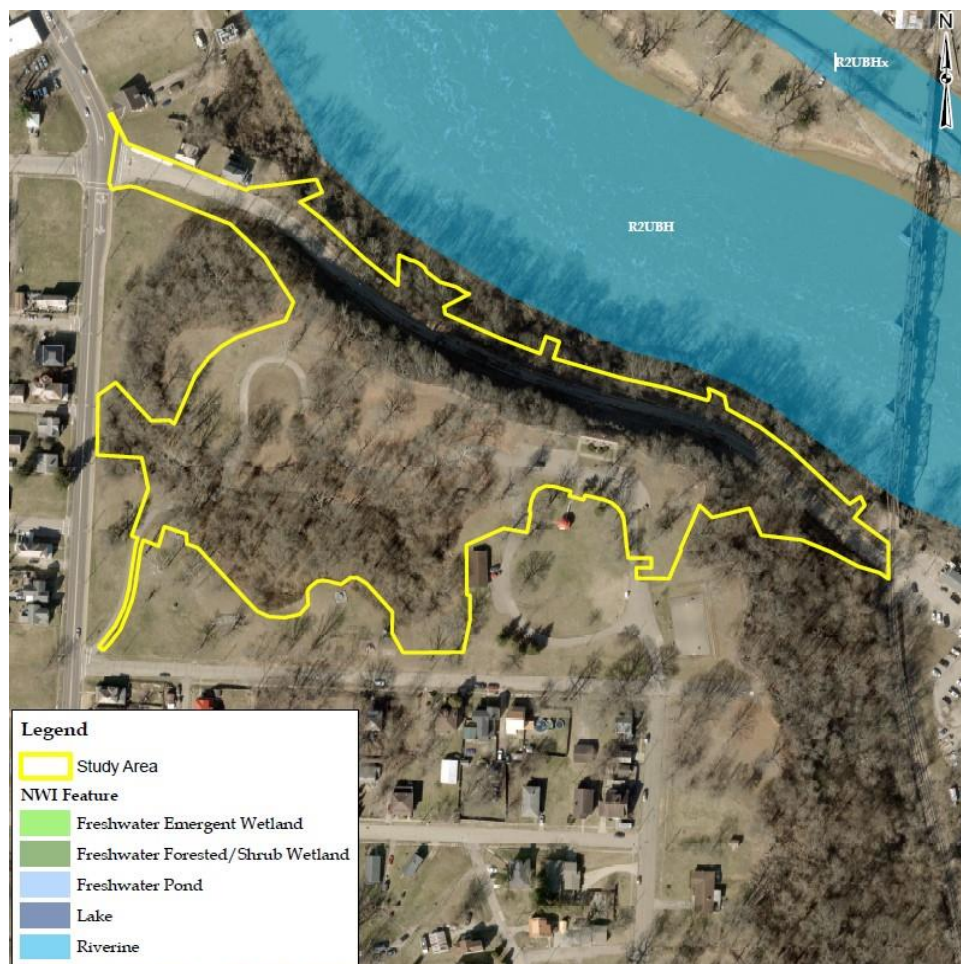 N
R2UBHx
R2UBH
Legend
Study Area
NWI Feature
Freshwater Emergent Wetland
Freshwater Forested/Shrub Wetland
Freshwater Pond
Lake
Riverine